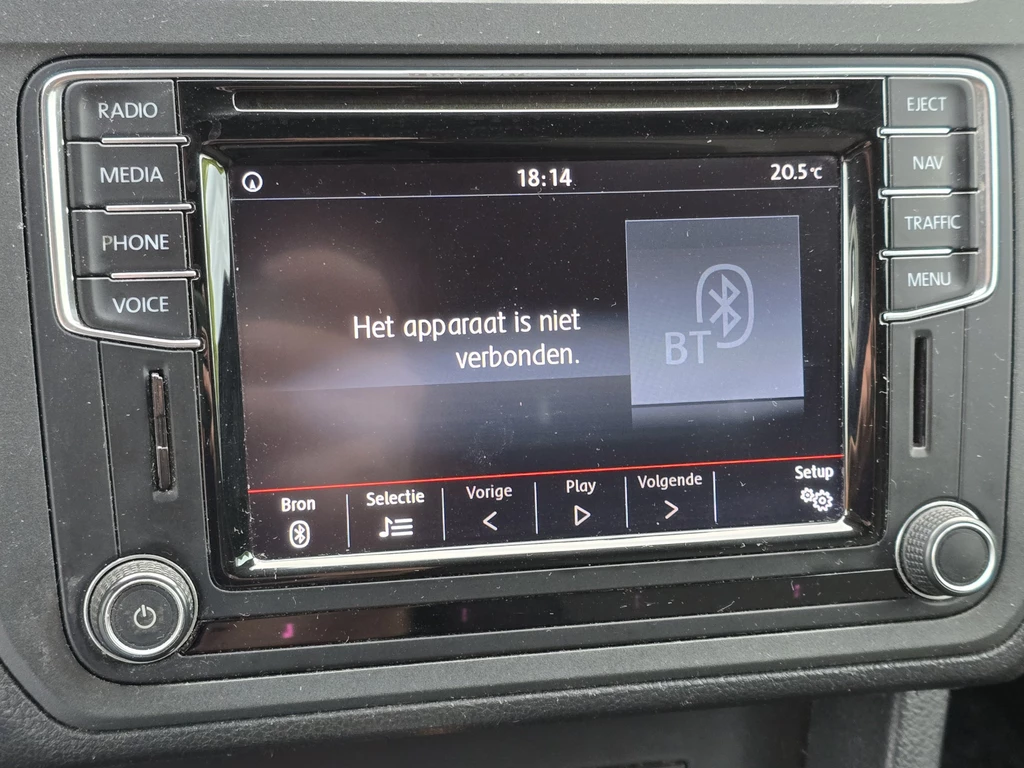 RADIO
MEDIA
PHONE
VOICE
EJECT
NAV
TRAFFIC
MENU
18:14
20.5°C
Het apparaat is niet
verbonden.
BT
Bron
Selectie
Vorige
Play
Volgende
Setup